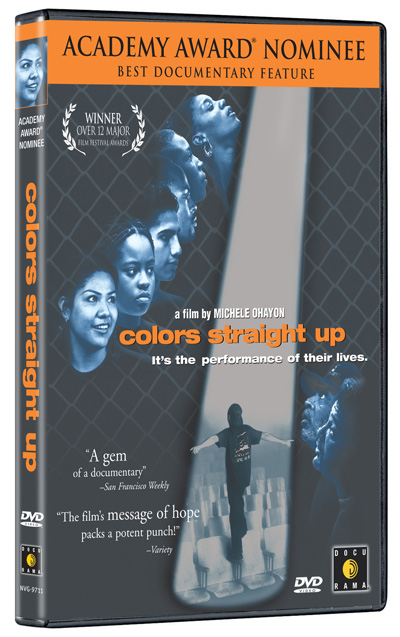 ACADEMY AWARD® NOMINEE
BEST DOCUMENTARY FEATURE
WINNER
OVER 12 MAJOR
FILM FESTIVAL AWARDS
a film by MICHELE OHAYON
colors straight up
It's the performance of their lives.
"A gem
of a documentary"
–San Francisco Weekly
"The film's message of hope
packs a potent punch!"
–Variety
DVD
VIDEO
DOCU
RAMA
ACADEMY
AWARD®
NOMINEE
colors straight up
DVD
VIDEO
DOCU
RAMA
NVG-9711